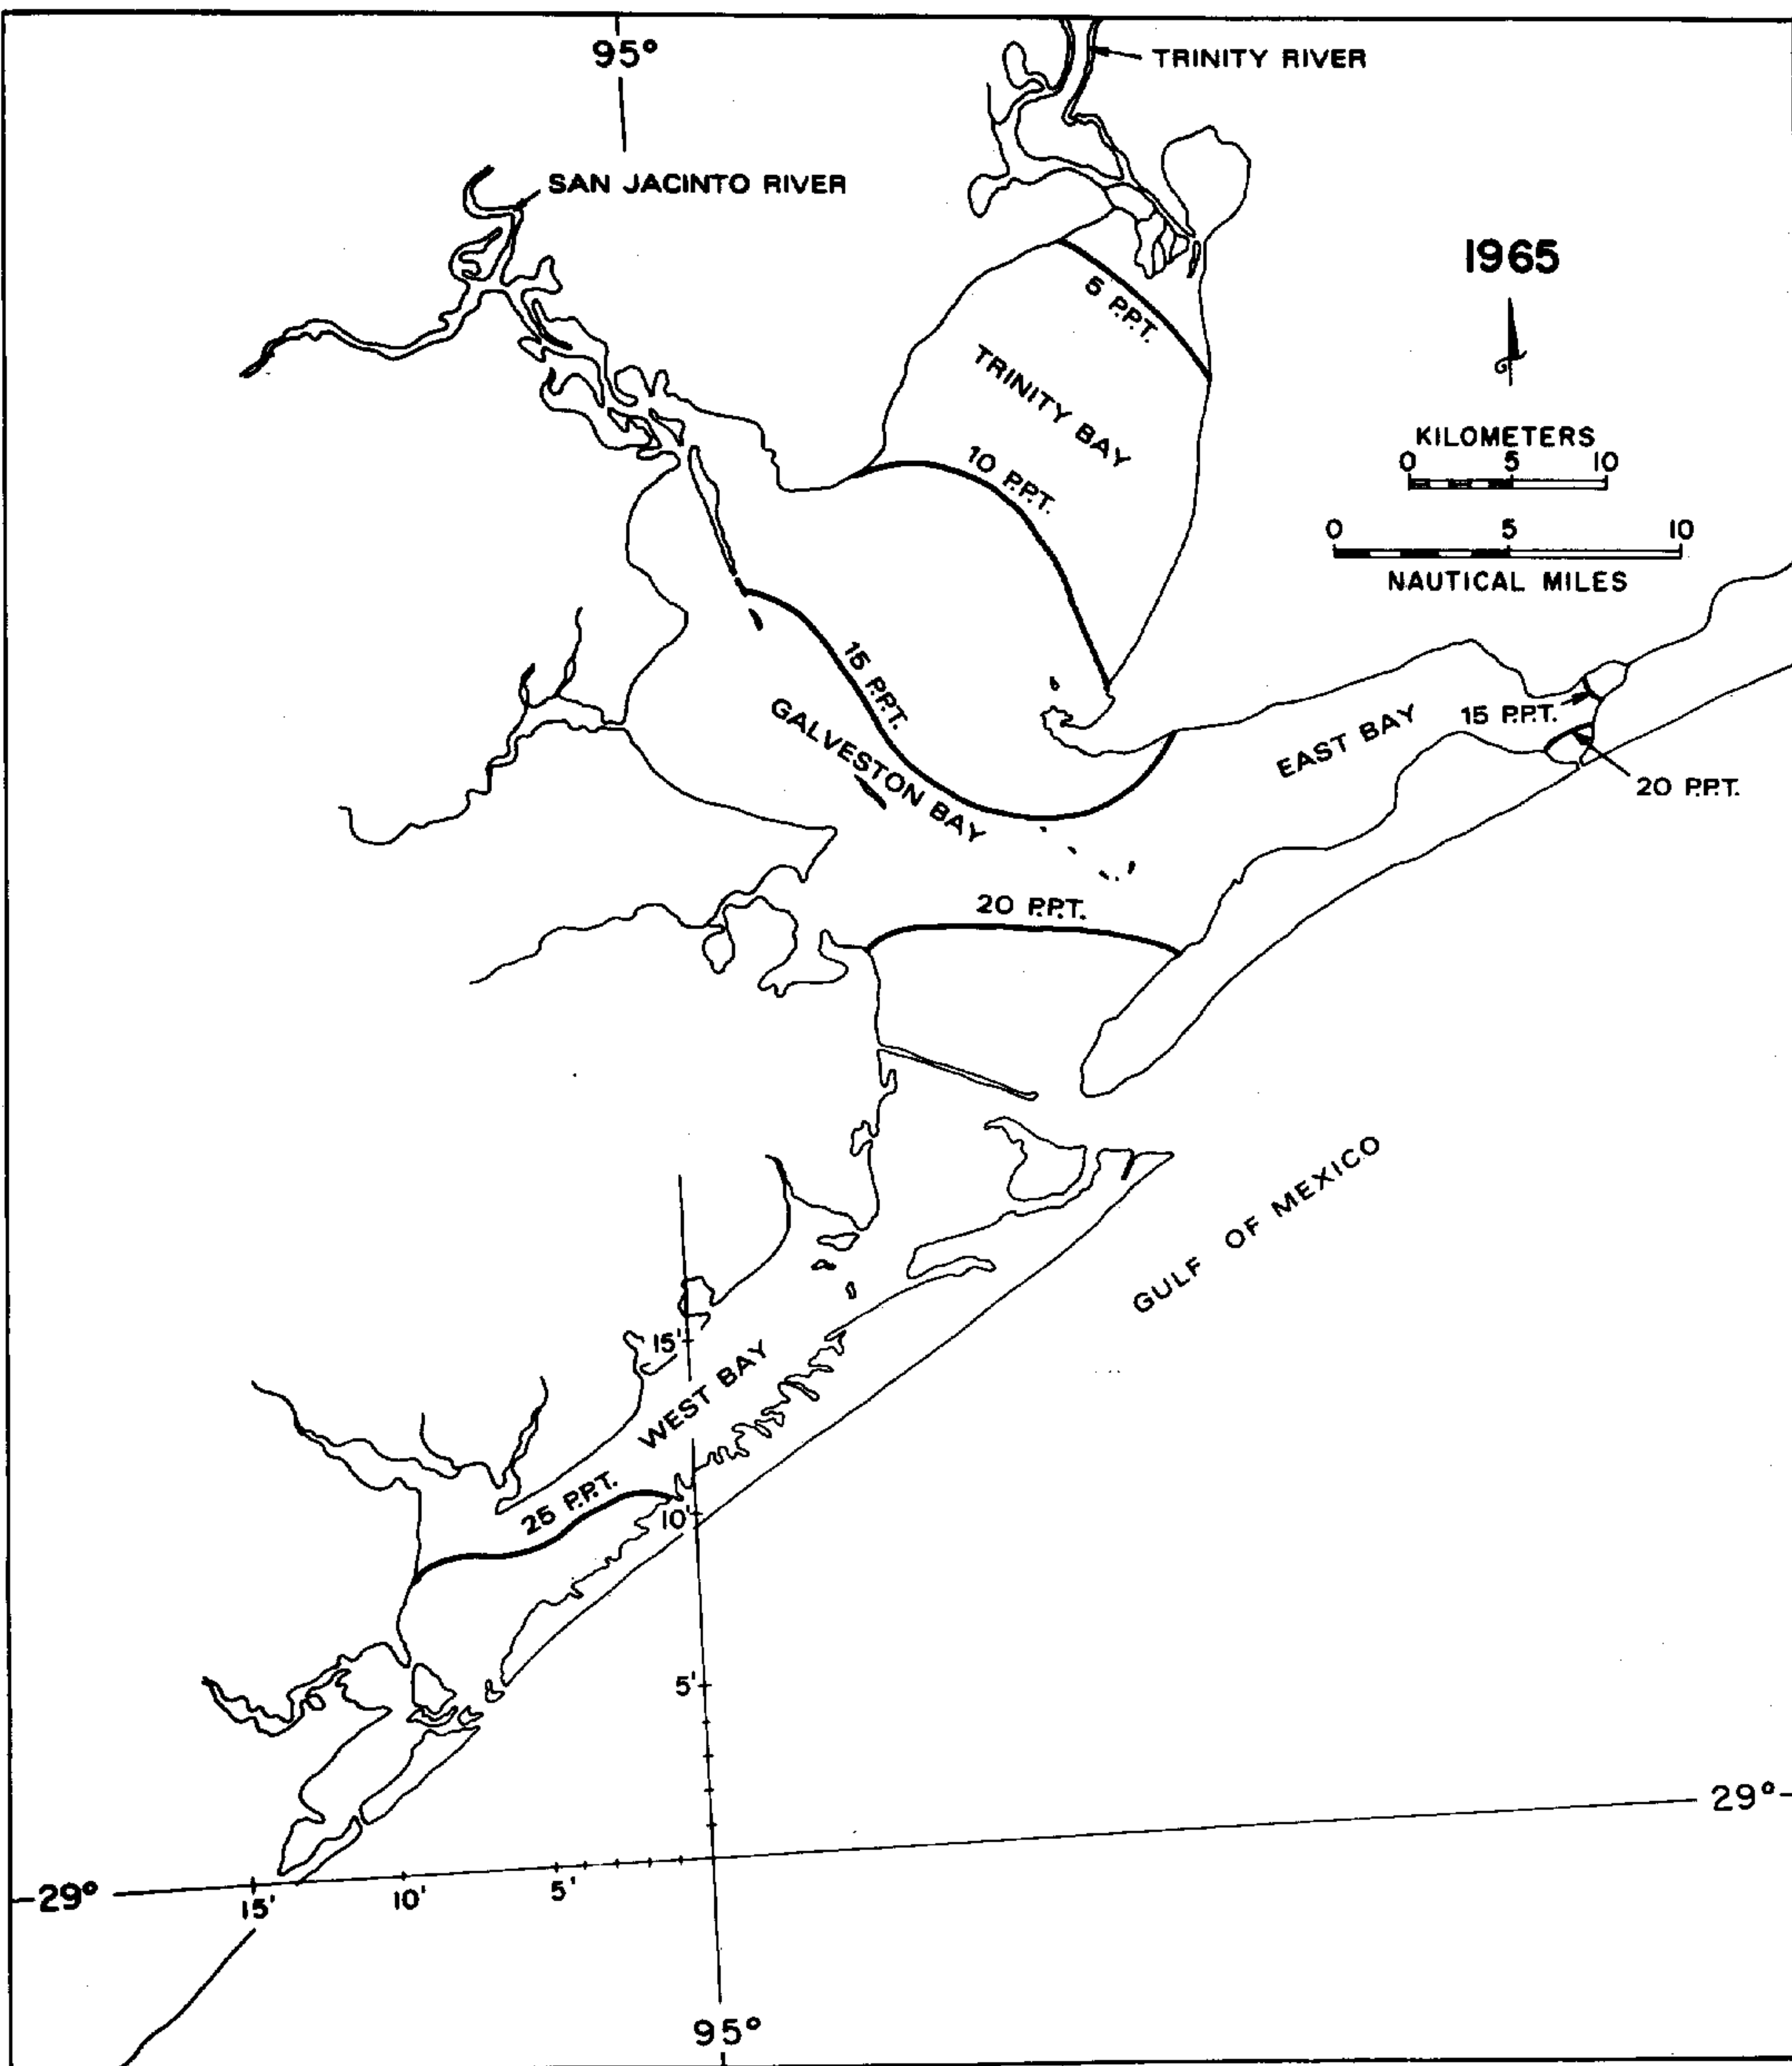 95°
TRINITY RIVER
SAN JACINTO RIVER
1965
5 P.P.T.
TRINITY BAY
KILOMETERS
0 5 10
10 P.P.T.
0 5 10
NAUTICAL MILES
15 P.P.T.
GALVESTON BAY
EAST BAY
15 P.P.T.
20 P.P.T.
20 P.P.T.
GULF OF MEXICO
15'
WEST BAY
25 P.P.T.
10'
5'
29°
29°
15' 10' 5'
95°